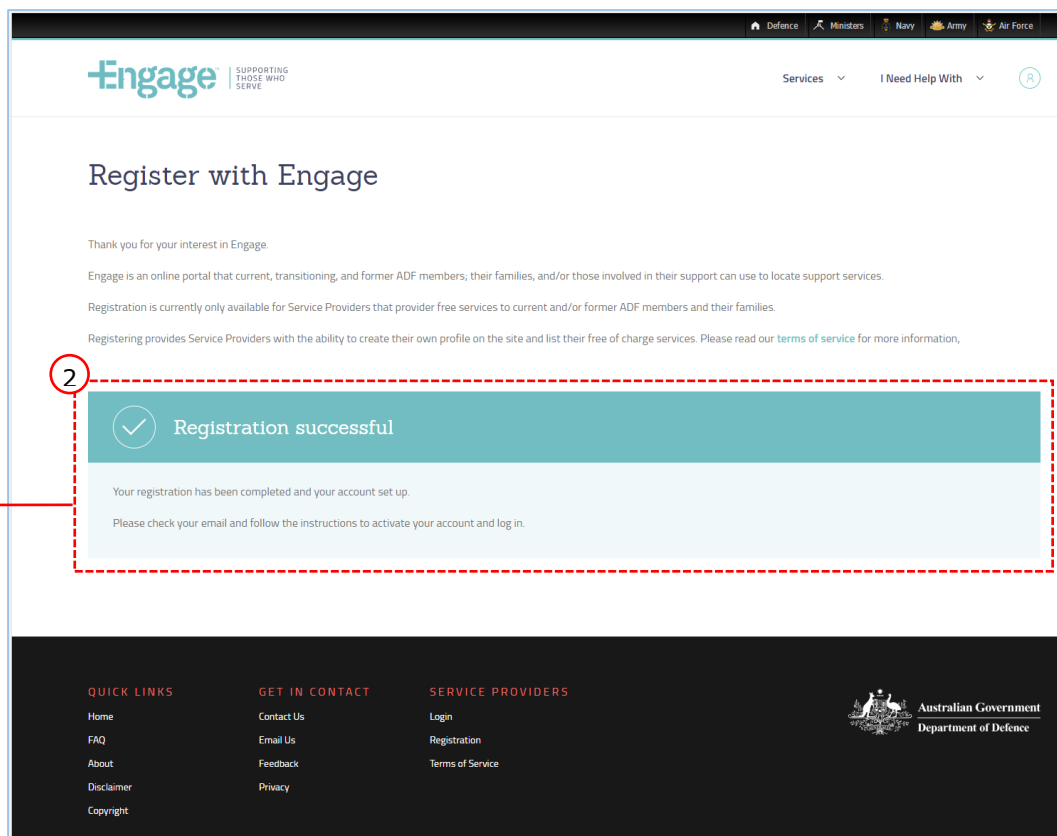 Defence Ministers Navy Army Air Force
Engage™ SUPPORTING
THOSE WHO
SERVE
Services I Need Help With
Register with Engage
Thank you for your interest in Engage.
Engage is an online portal that current, transitioning, and former ADF members; their families, and/or those involved in their support can use to locate support services.
Registration is currently only available for Service Providers that provider free services to current and/or former ADF members and their families.
Registering provides Service Providers with the ability to create their own profile on the site and list their free of charge services. Please read our terms of service for more information,
2
Registration successful
Your registration has been completed and your account set up.
Please check your email and follow the instructions to activate your account and log in.
QUICK LINKS
Home
FAQ
About
Disclaimer
Copyright
GET IN CONTACT
Contact Us
Email Us
Feedback
Privacy
SERVICE PROVIDERS
Login
Registration
Terms of Service
Australian Government
Department of Defence